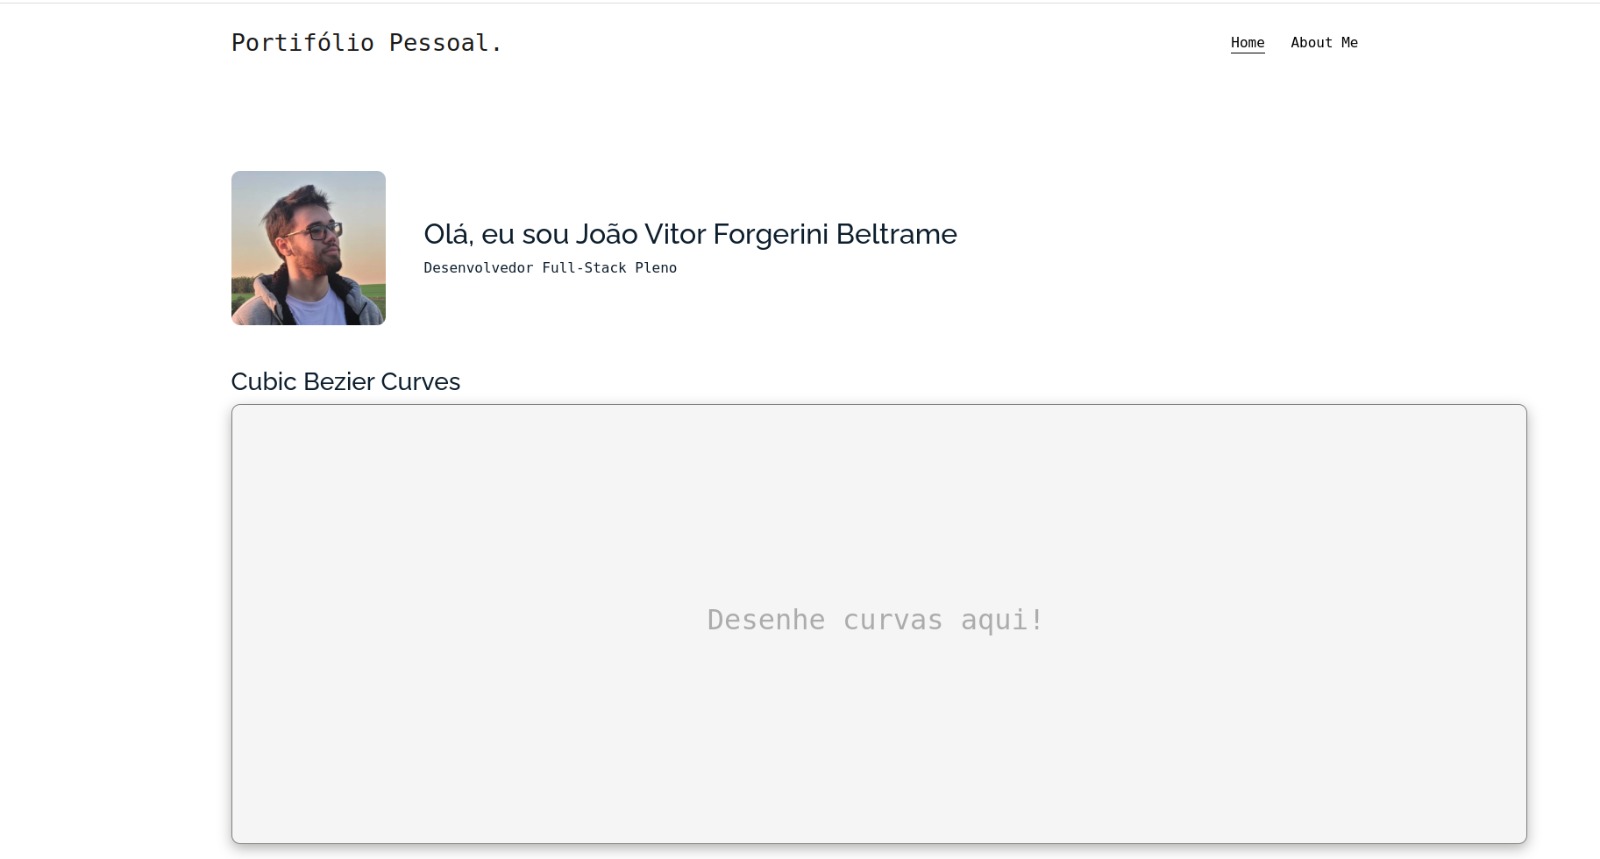 Portifólio Pessoal.
Home About Me
Olá, eu sou João Vitor Forgerini Beltrame
Desenvolvedor Full-Stack Pleno
Cubic Bezier Curves
Desenhe curvas aqui!